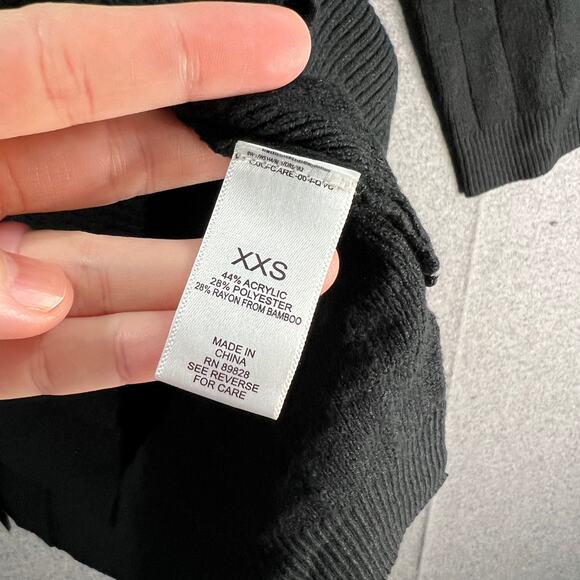 XXS
44% ACRYLIC
28% POLYESTER
28% RAYON FROM BAMBOO
MADE IN
CHINA
RN 89828
SEE REVERSE
FOR CARE